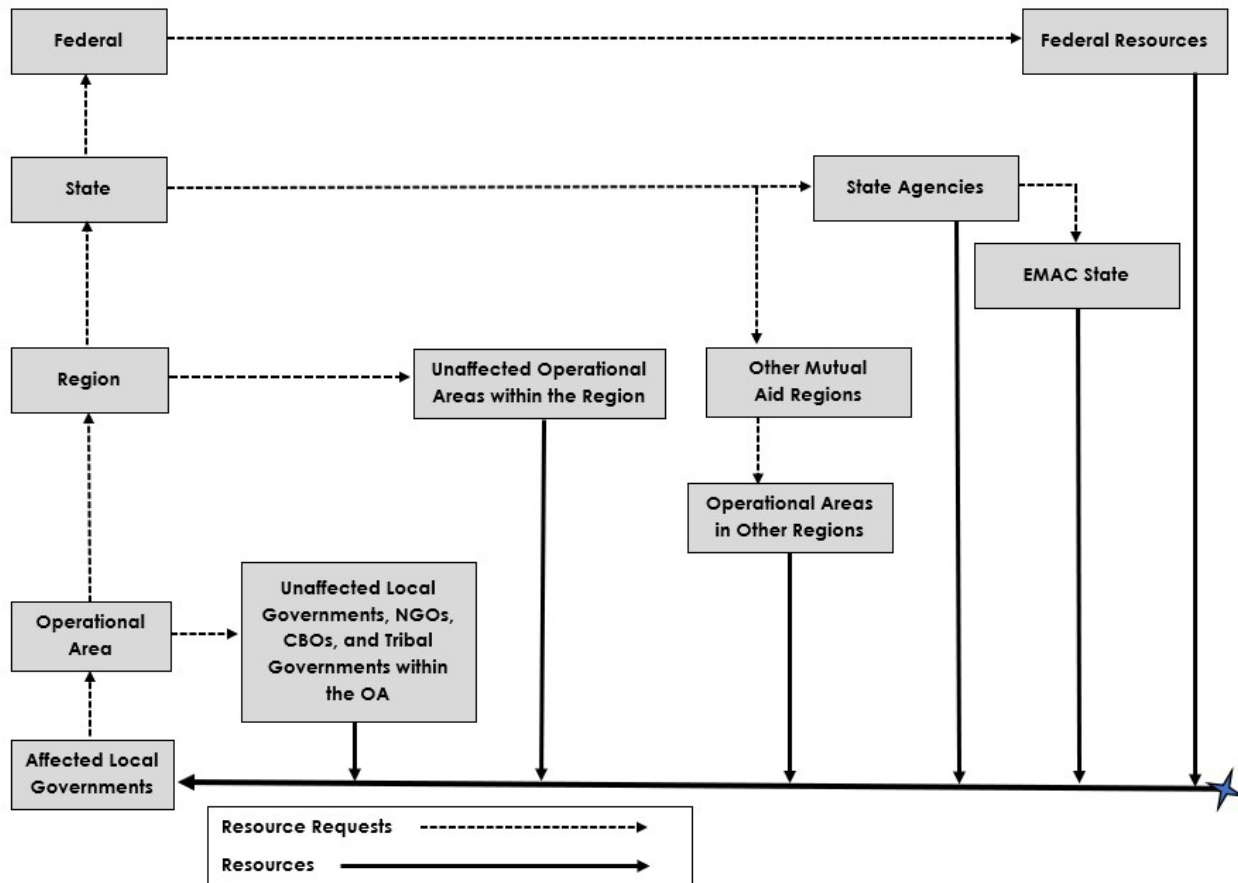 Federal
Federal Resources
State
State Agencies
EMAC State
Region
Unaffected Operational
Areas within the Region
Other Mutual
Aid Regions
Operational Areas
in Other Regions
Operational
Area
Unaffected Local
Governments, NGOs,
CBOs, and Tribal
Governments within
the OA
Affected Local
Governments
Resource Requests
Resources